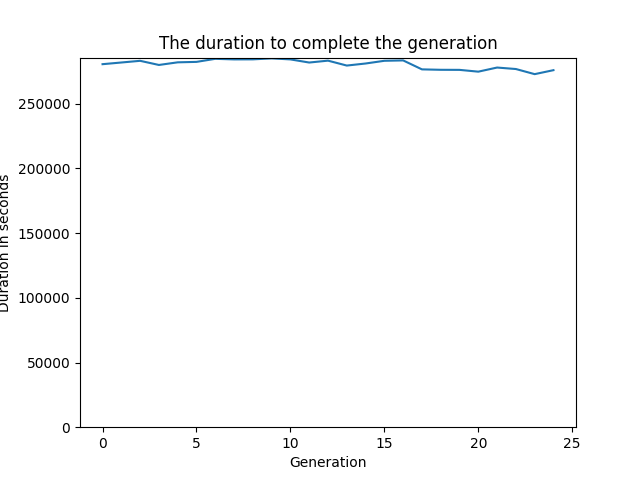 The duration to complete the generation
250000
200000
150000
100000
50000
0
Duration in seconds
0 5 10 15 20 25
Generation